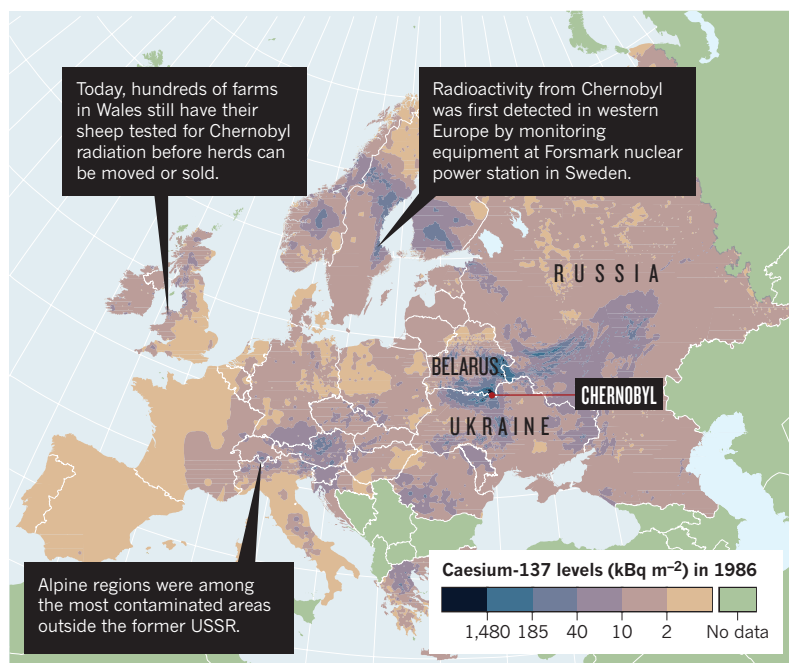 Today, hundreds of farms
in Wales still have their
sheep tested for Chernobyl
radiation before herds can
be moved or sold.
Radioactivity from Chernobyl
was first detected in western
Europe by monitoring
equipment at Forsmark nuclear
power station in Sweden.
RUSSIA
BELARUS
CHERNOBYL
UKRAINE
Alpine regions were among
the most contaminated areas
outside the former USSR.
Caesium-137 levels (kBq m⁻²) in 1986
1,480 185 40 10 2 No data